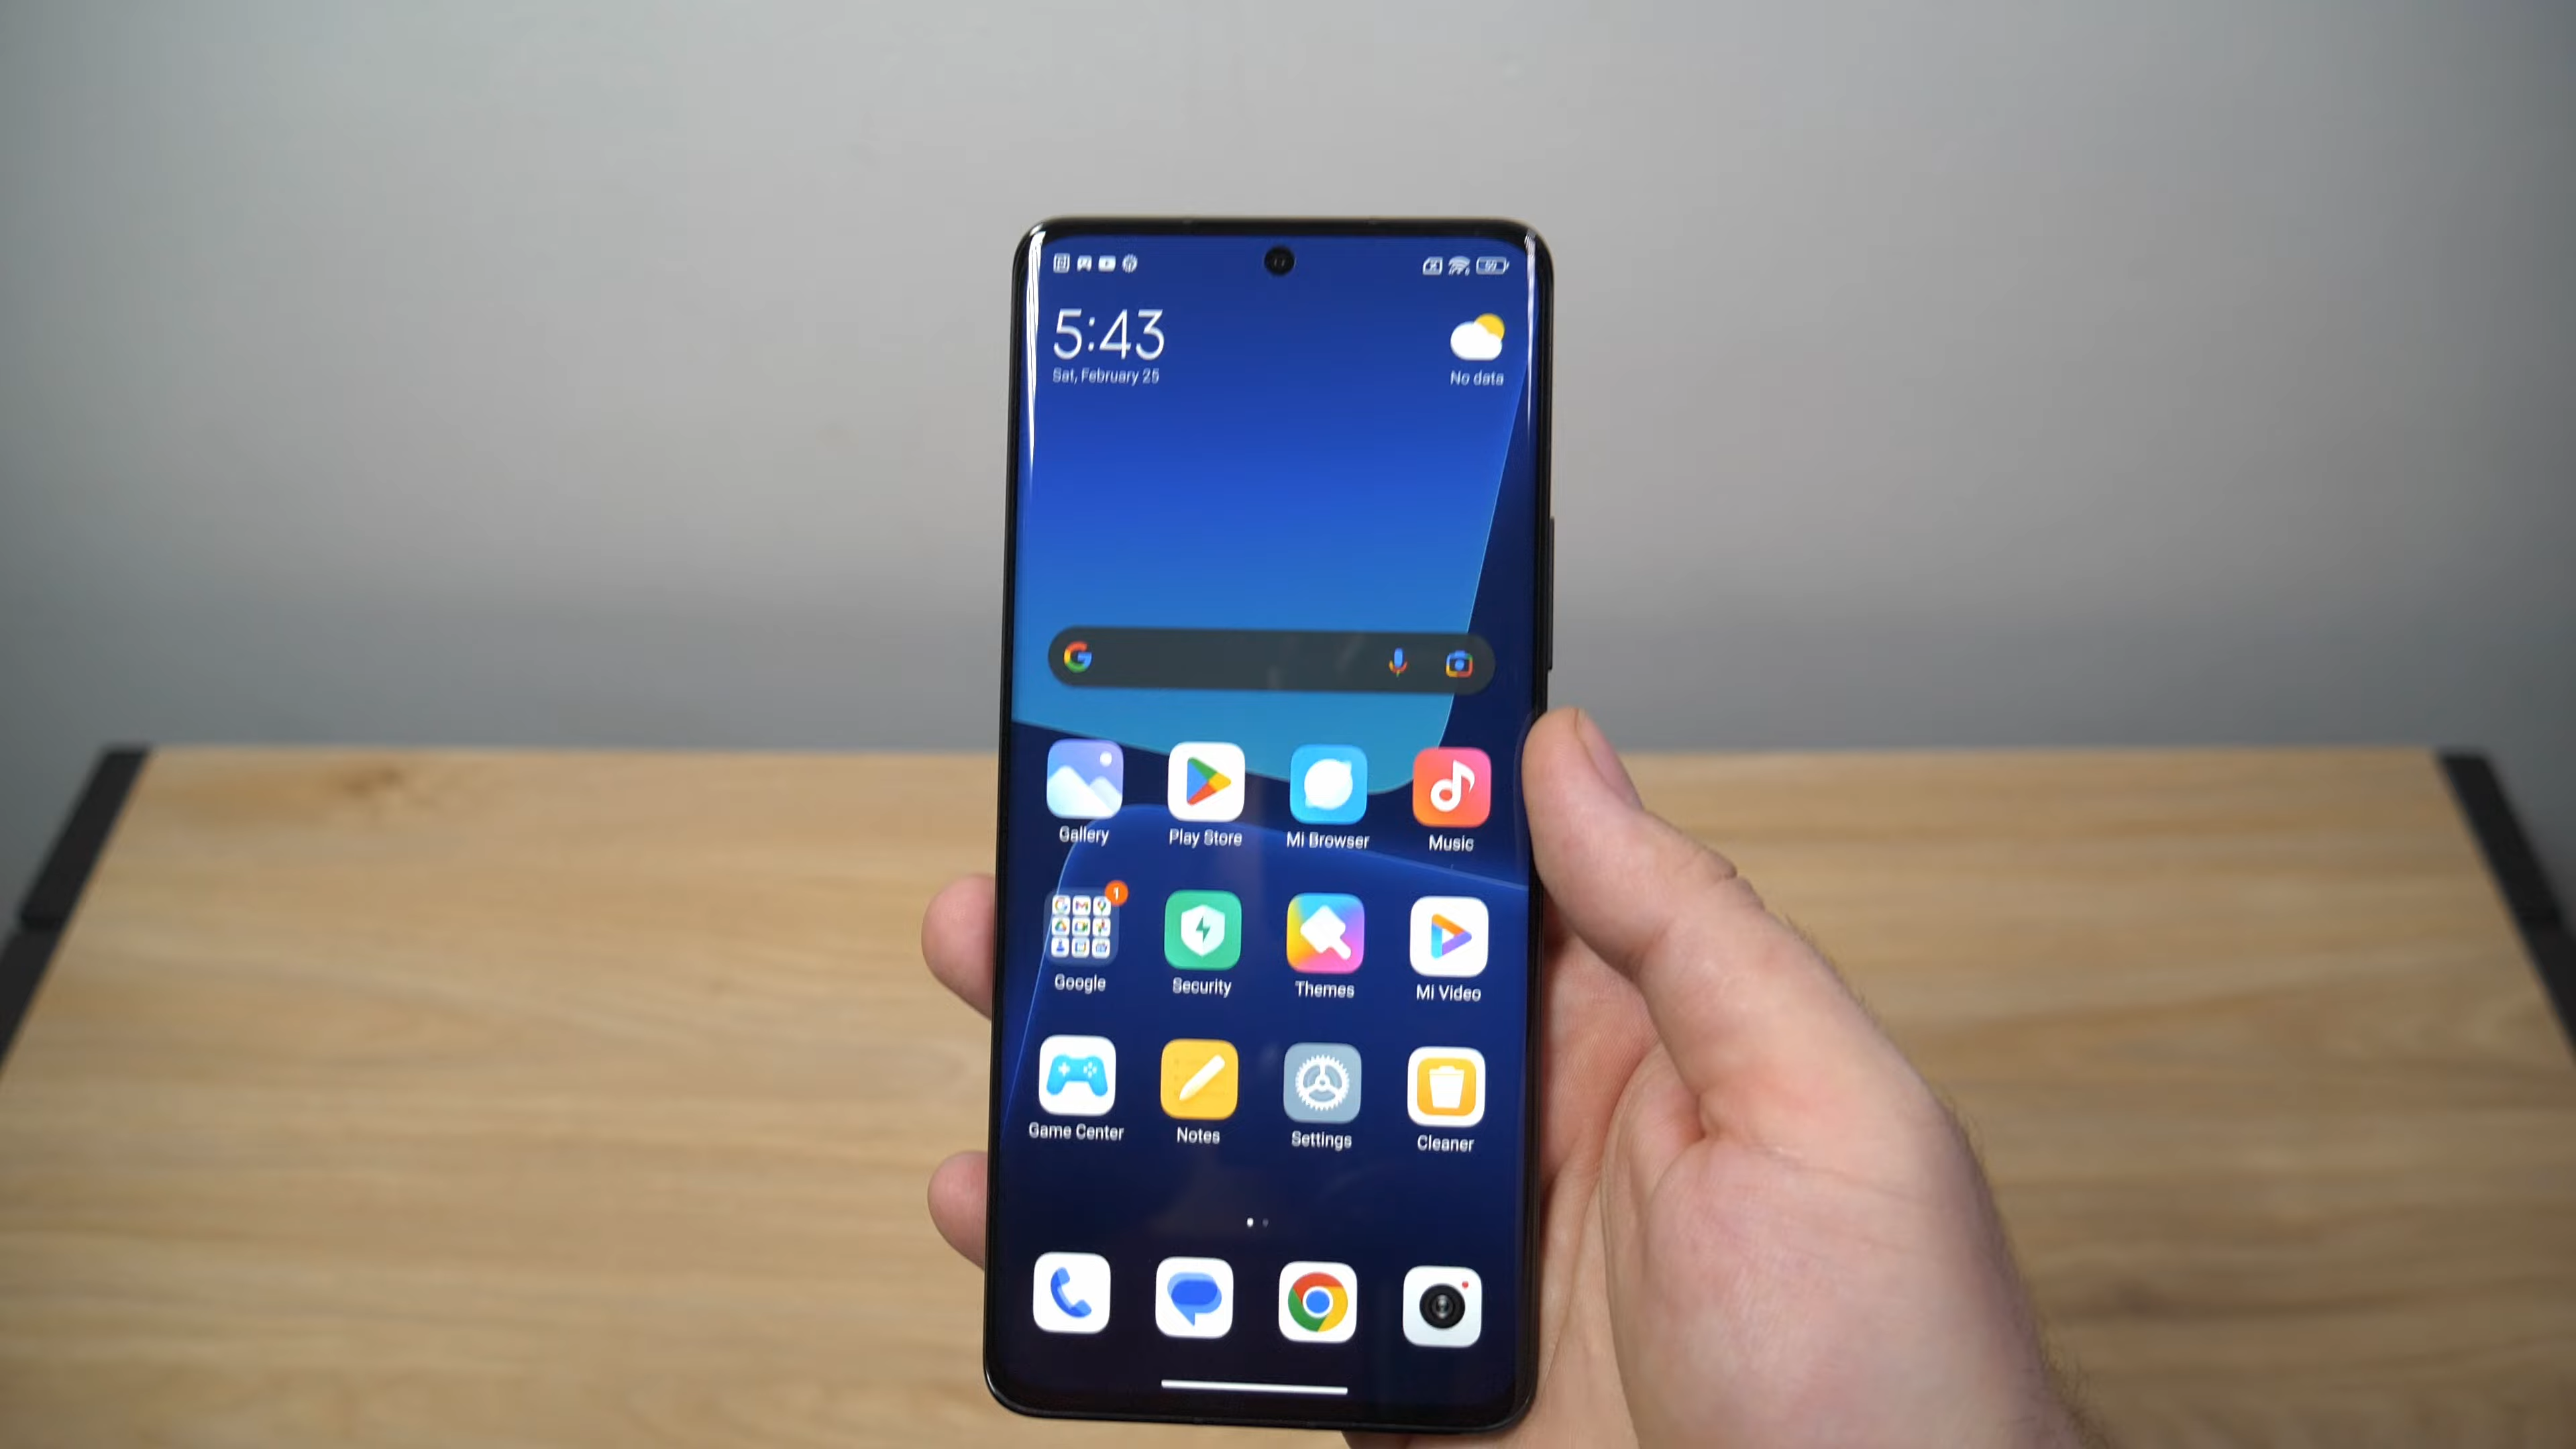 5:43
Sat, February 25
No data
Gallery
Play Store
Mi Browser
Music
1
Google
Security
Themes
Mi Video
Game Center
Notes
Settings
Cleaner